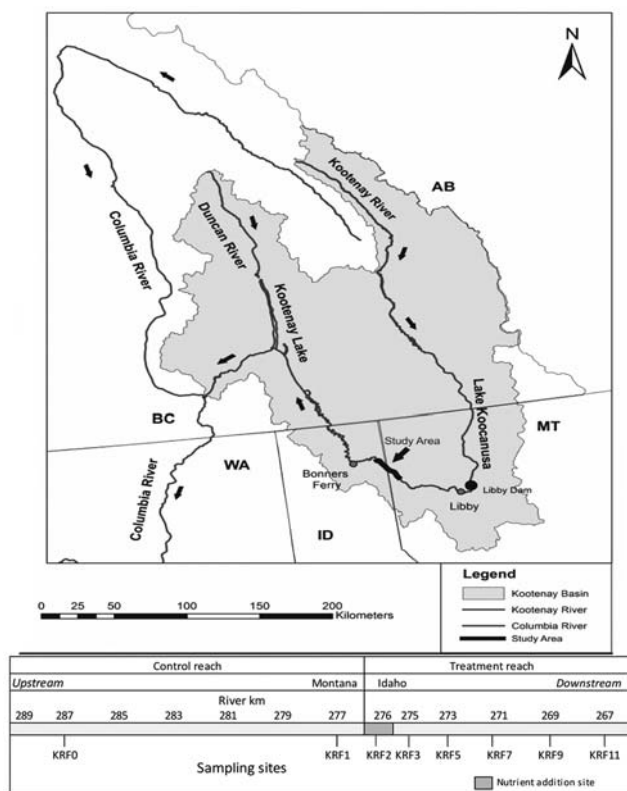 N
Kootenay River
AB
Columbia River
Duncan River
Kootenay Lake
Lake Koocanusa
BC
MT
WA
Study Area
Bonners
Ferry
Libby Dam
Libby
Columbia River
ID
Legend
Kootenay Basin
Kootenay River
Columbia River
Study Area
0 25 50 100 150 200
Kilometers
Control reach Treatment reach
Upstream Montana Idaho Downstream
River km
289 287 285 283 281 279 277 276 275 273 271 269 267
KRF0 KRF1 KRF2 KRF3 KRF5 KRF7 KRF9 KRF11
Sampling sites
Nutrient addition site